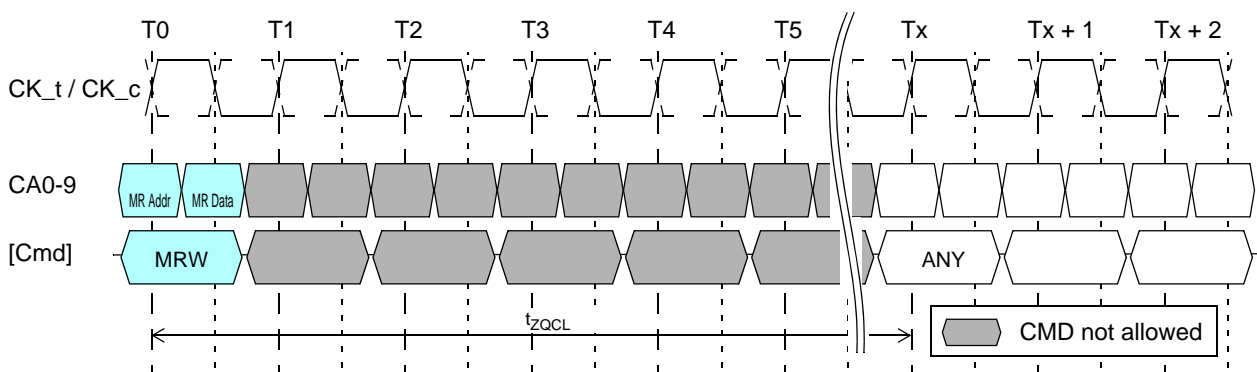 T0 T1 T2 T3 T4 T5 Tx Tx + 1 Tx + 2
CK_t / CK_c
CA0-9 MR Addr MR Data
[Cmd] MRW ANY
tZQCL
CMD not allowed